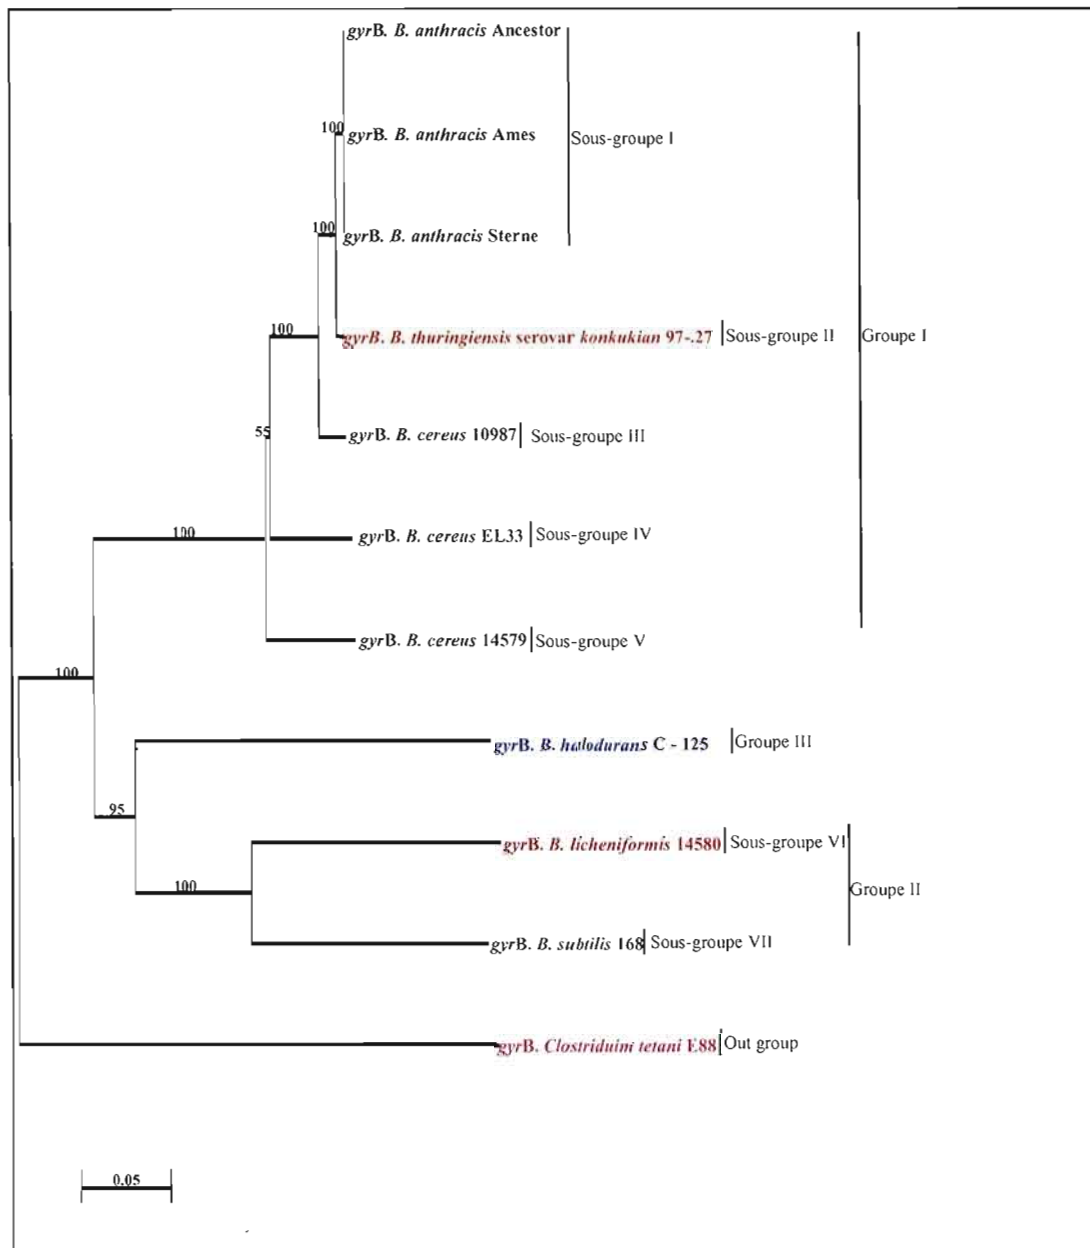 gyrB. B. anthracis Ancestor
100
gyrB. B. anthracis Ames
Sous-groupe I
100
gyrB. B. anthracis Sterne
100
gyrB. B. thuringiensis serovar konkukian 97-.27
Sous-groupe II
Groupe I
55
gyrB. B. cereus 10987
Sous-groupe III
100
gyrB. B. cereus EL33
Sous-groupe IV
gyrB. B. cereus 14579
Sous-groupe V
100
gyrB. B. halodurans C - 125
Groupe III
95
gyrB. B. licheniformis 14580
Sous-groupe VI
100
Groupe II
gyrB. B. subtilis 168
Sous-groupe VII
gyrB. Clostriduim tetani E88
Out group
0.05